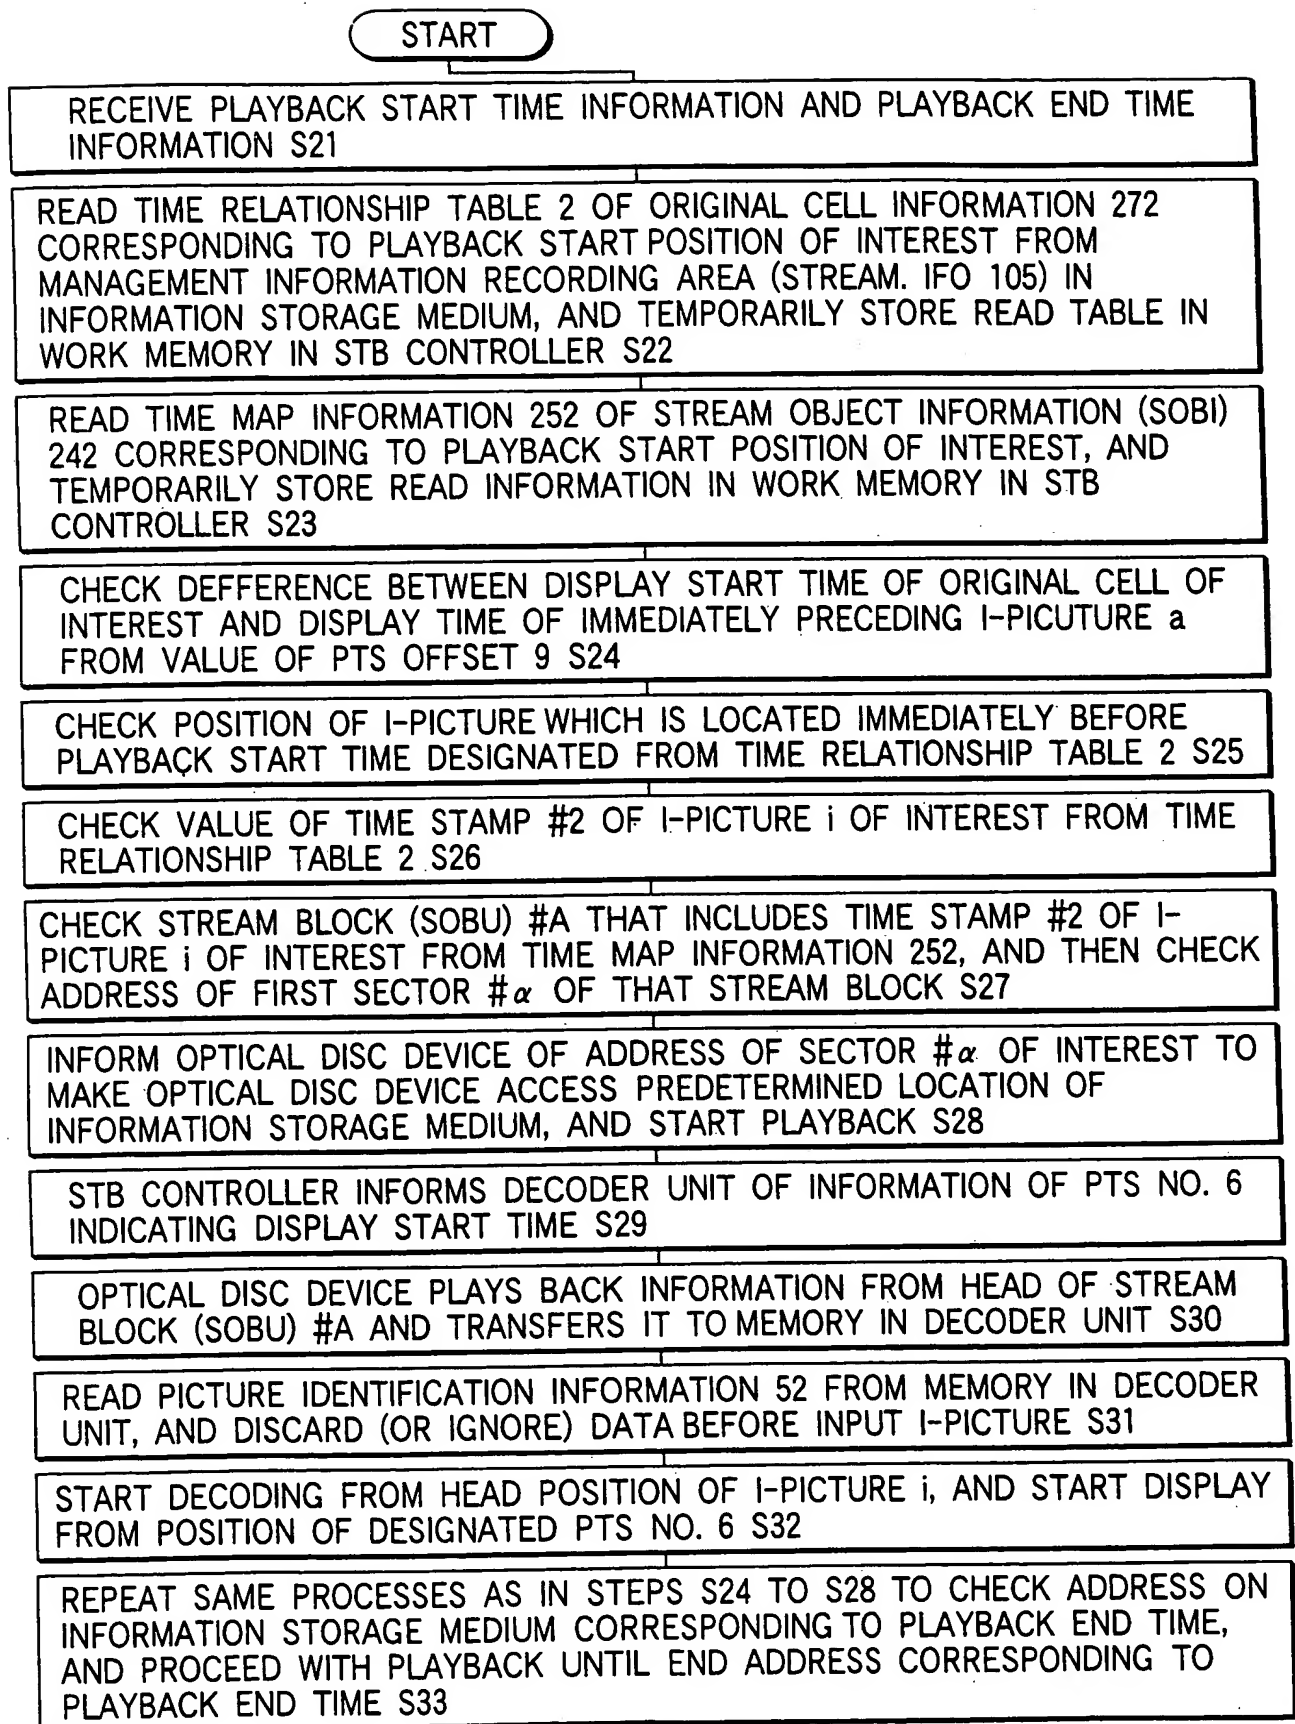 START
RECEIVE PLAYBACK START TIME INFORMATION AND PLAYBACK END TIME
INFORMATION S21
READ TIME RELATIONSHIP TABLE 2 OF ORIGINAL CELL INFORMATION 272
CORRESPONDING TO PLAYBACK START POSITION OF INTEREST FROM
MANAGEMENT INFORMATION RECORDING AREA (STREAM. IFO 105) IN
INFORMATION STORAGE MEDIUM, AND TEMPORARILY STORE READ TABLE IN
WORK MEMORY IN STB CONTROLLER S22
READ TIME MAP INFORMATION 252 OF STREAM OBJECT INFORMATION (SOBI)
242 CORRESPONDING TO PLAYBACK START POSITION OF INTEREST, AND
TEMPORARILY STORE READ INFORMATION IN WORK MEMORY IN STB
CONTROLLER S23
CHECK DEFFERENCE BETWEEN DISPLAY START TIME OF ORIGINAL CELL OF
INTEREST AND DISPLAY TIME OF IMMEDIATELY PRECEDING I-PICUTURE a
FROM VALUE OF PTS OFFSET 9 S24
CHECK POSITION OF I-PICTURE WHICH IS LOCATED IMMEDIATELY BEFORE
PLAYBACK START TIME DESIGNATED FROM TIME RELATIONSHIP TABLE 2 S25
CHECK VALUE OF TIME STAMP #2 OF I-PICTURE i OF INTEREST FROM TIME
RELATIONSHIP TABLE 2 S26
CHECK STREAM BLOCK (SOBU) #A THAT INCLUDES TIME STAMP #2 OF I-
PICTURE i OF INTEREST FROM TIME MAP INFORMATION 252, AND THEN CHECK
ADDRESS OF FIRST SECTOR #α OF THAT STREAM BLOCK S27
INFORM OPTICAL DISC DEVICE OF ADDRESS OF SECTOR #α OF INTEREST TO
MAKE OPTICAL DISC DEVICE ACCESS PREDETERMINED LOCATION OF
INFORMATION STORAGE MEDIUM, AND START PLAYBACK S28
STB CONTROLLER INFORMS DECODER UNIT OF INFORMATION OF PTS NO. 6
INDICATING DISPLAY START TIME S29
OPTICAL DISC DEVICE PLAYS BACK INFORMATION FROM HEAD OF STREAM
BLOCK (SOBU) #A AND TRANSFERS IT TO MEMORY IN DECODER UNIT S30
READ PICTURE IDENTIFICATION INFORMATION 52 FROM MEMORY IN DECODER
UNIT, AND DISCARD (OR IGNORE) DATA BEFORE INPUT I-PICTURE S31
START DECODING FROM HEAD POSITION OF I-PICTURE i, AND START DISPLAY
FROM POSITION OF DESIGNATED PTS NO. 6 S32
REPEAT SAME PROCESSES AS IN STEPS S24 TO S28 TO CHECK ADDRESS ON
INFORMATION STORAGE MEDIUM CORRESPONDING TO PLAYBACK END TIME,
AND PROCEED WITH PLAYBACK UNTIL END ADDRESS CORRESPONDING TO
PLAYBACK END TIME S33